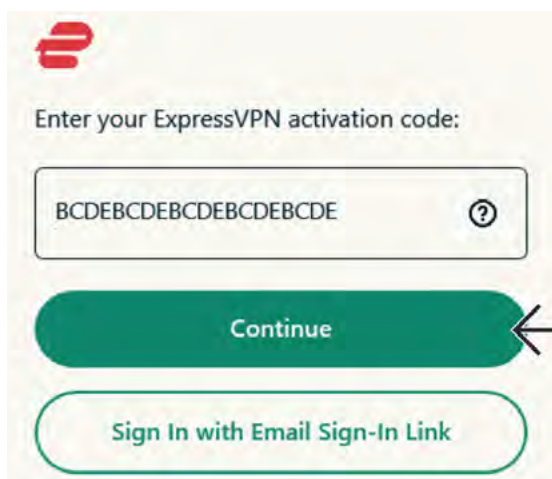 Enter your ExpressVPN activation code:
BCDEBCDEBCDEBCDEBCDE
Continue
Sign In with Email Sign-In Link